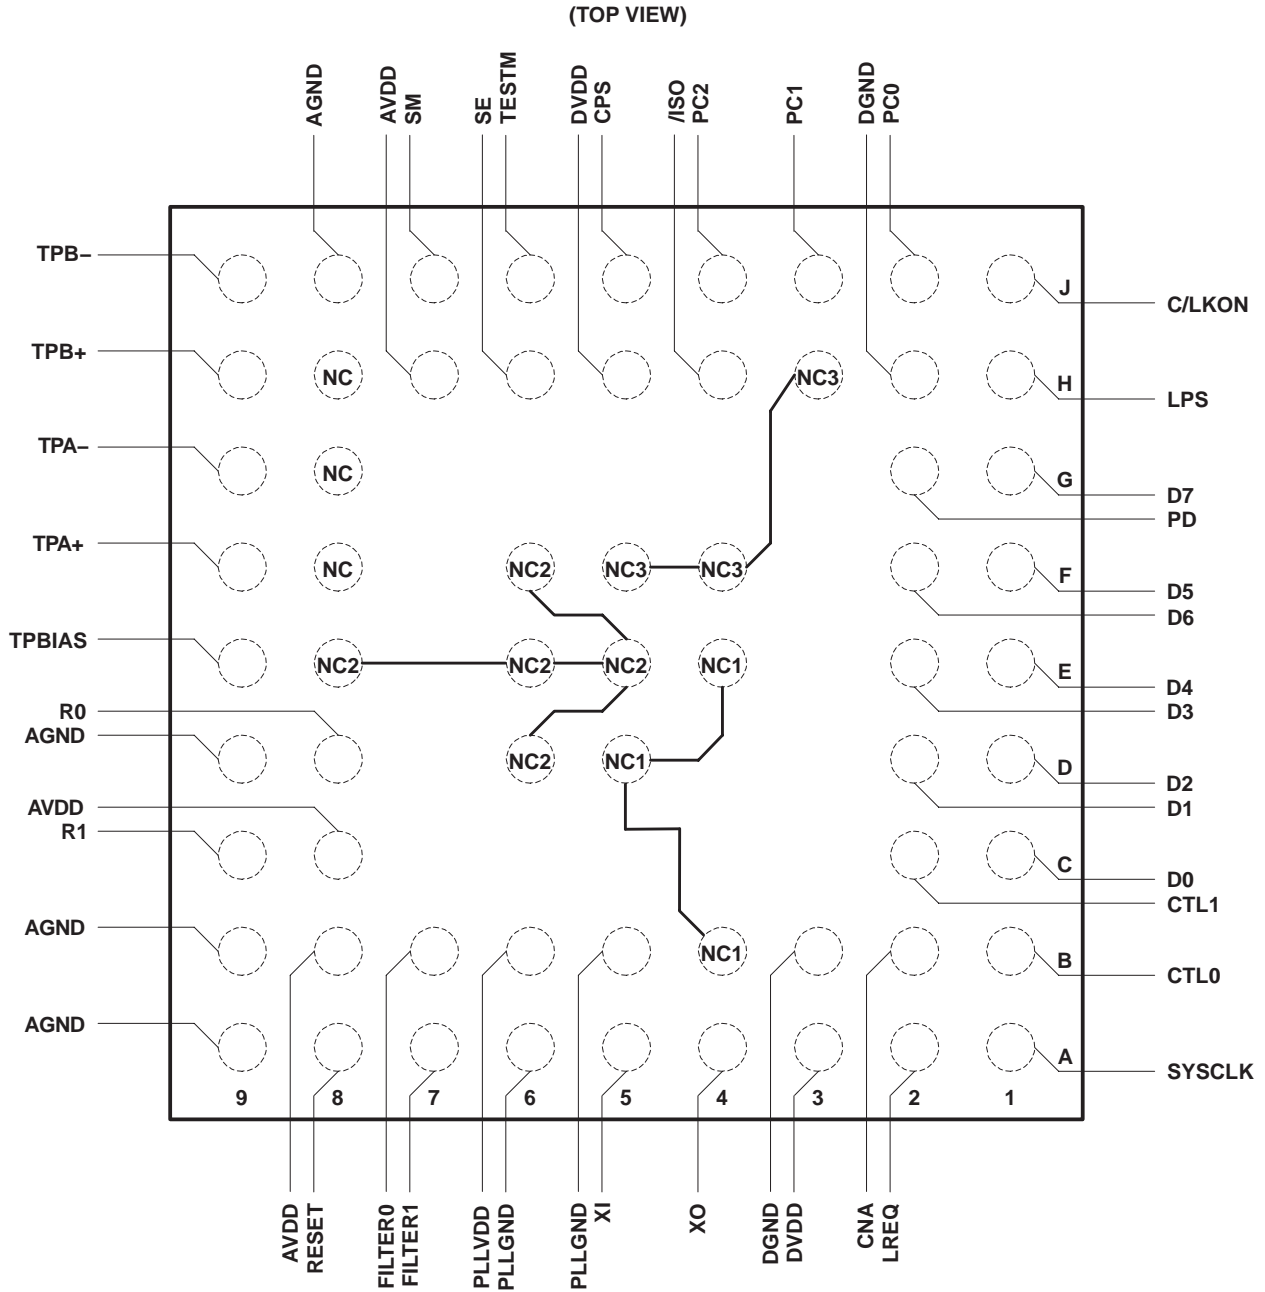 (TOP VIEW)
AGND
AVDD
SM
SE
TESTM
DVDD
CPS
/ISO
PC2
PC1
DGND
PC0
TPB–
J
C/LKON
TPB+
NC
NC3
H
LPS
TPA–
NC
G
D7
PD
TPA+
NC
NC2
NC3
NC3
F
D5
D6
TPBIAS
NC2
NC2
NC2
NC1
E
D4
D3
R0
AGND
NC2
NC1
D
D2
D1
AVDD
R1
C
D0
CTL1
AGND
NC1
B
CTL0
AGND
A
SYSCLK
9
8
7
6
5
4
3
2
1
AVDD
RESET
FILTER0
FILTER1
PLLVDD
PLLGND
PLLGND
XI
XO
DGND
DVDD
CNA
LREQ